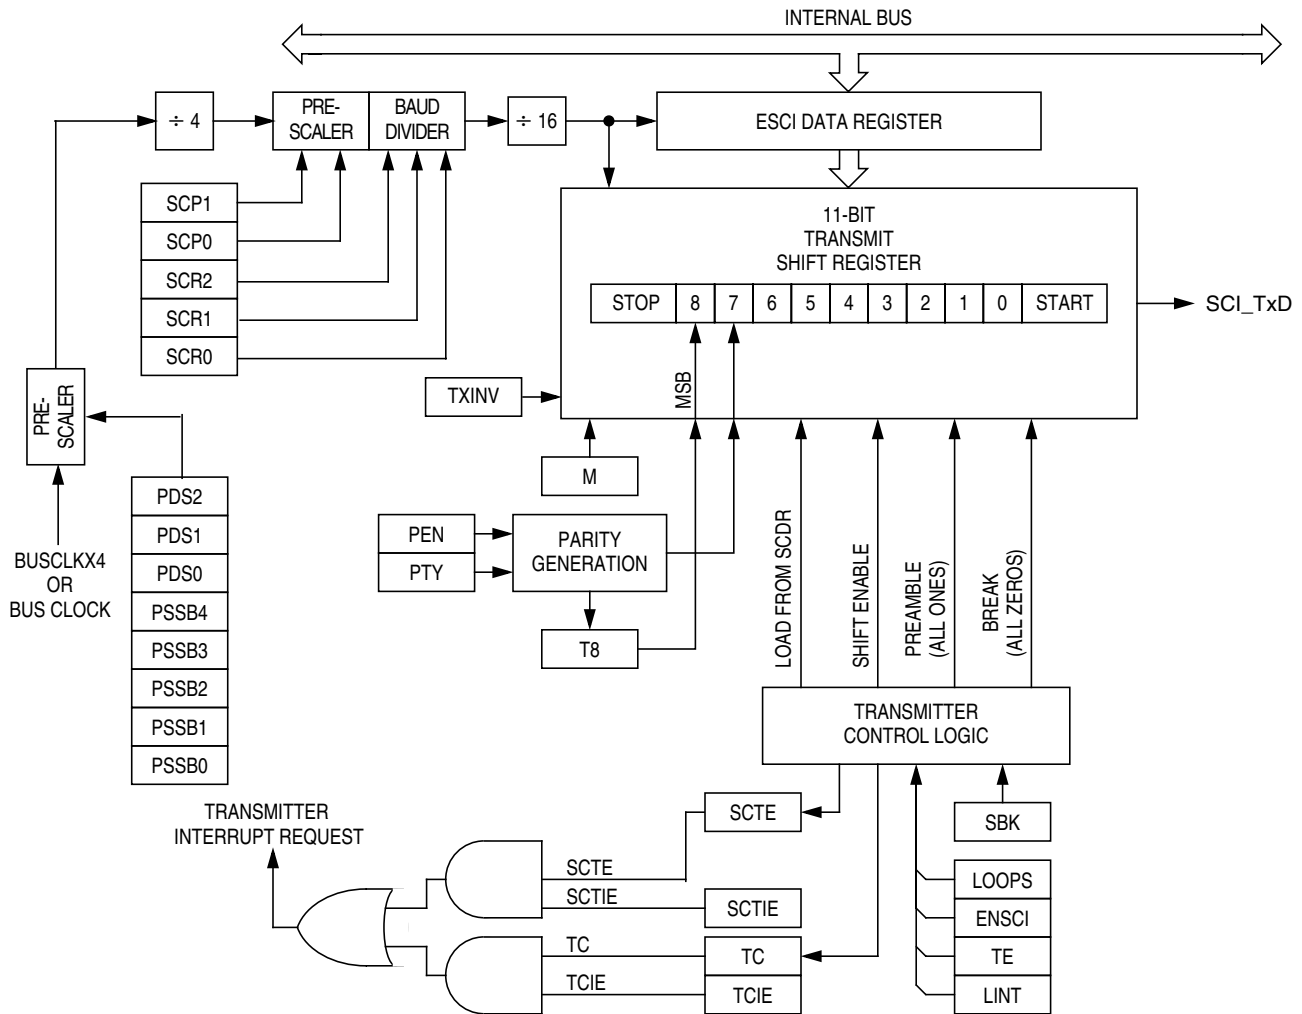 INTERNAL BUS
÷ 4
PRE-
SCALER
BAUD
DIVIDER
÷ 16
ESCI DATA REGISTER
SCP1
SCP0
SCR2
SCR1
SCR0
11-BIT
TRANSMIT
SHIFT REGISTER
STOP 8 7 6 5 4 3 2 1 0 START
SCI_TxD
PRE-
SCALER
TXINV
MSB
M
BUSCLKX4
OR
BUS CLOCK
PDS2
PDS1
PDS0
PSSB4
PSSB3
PSSB2
PSSB1
PSSB0
PEN
PTY
PARITY
GENERATION
T8
LOAD FROM SCDR
SHIFT ENABLE
PREAMBLE
(ALL ONES)
BREAK
(ALL ZEROS)
TRANSMITTER
CONTROL LOGIC
TRANSMITTER
INTERRUPT REQUEST
SCTE
SCTE
SCTIE
SCTIE
TC
TC
TCIE
TCIE
SBK
LOOPS
ENSCI
TE
LINT